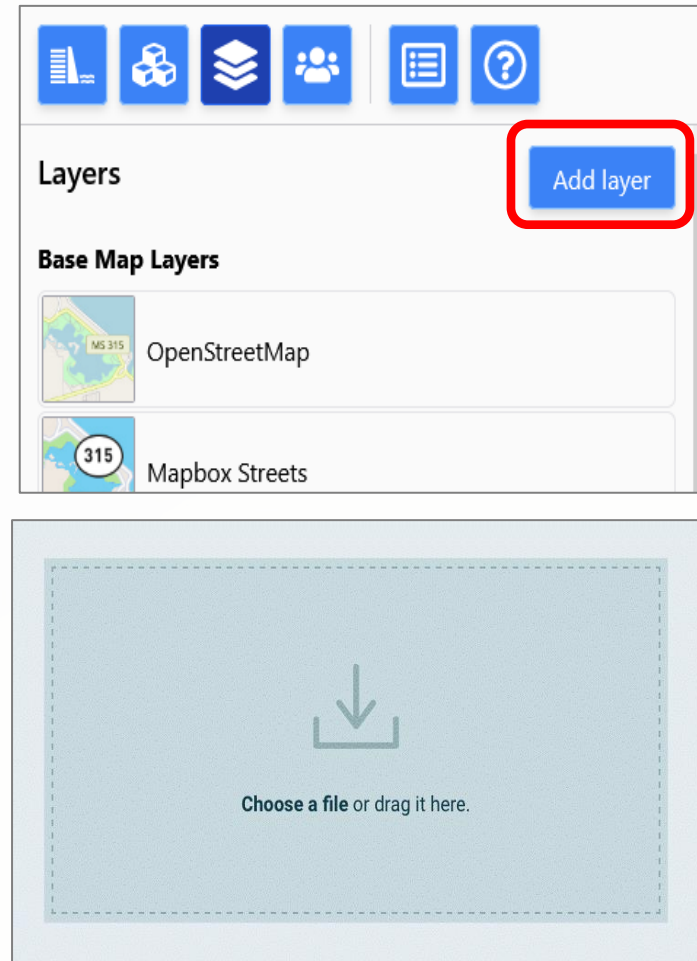 Layers
Add layer
Base Map Layers
MS 315
OpenStreetMap
315
Mapbox Streets
Choose a file or drag it here.